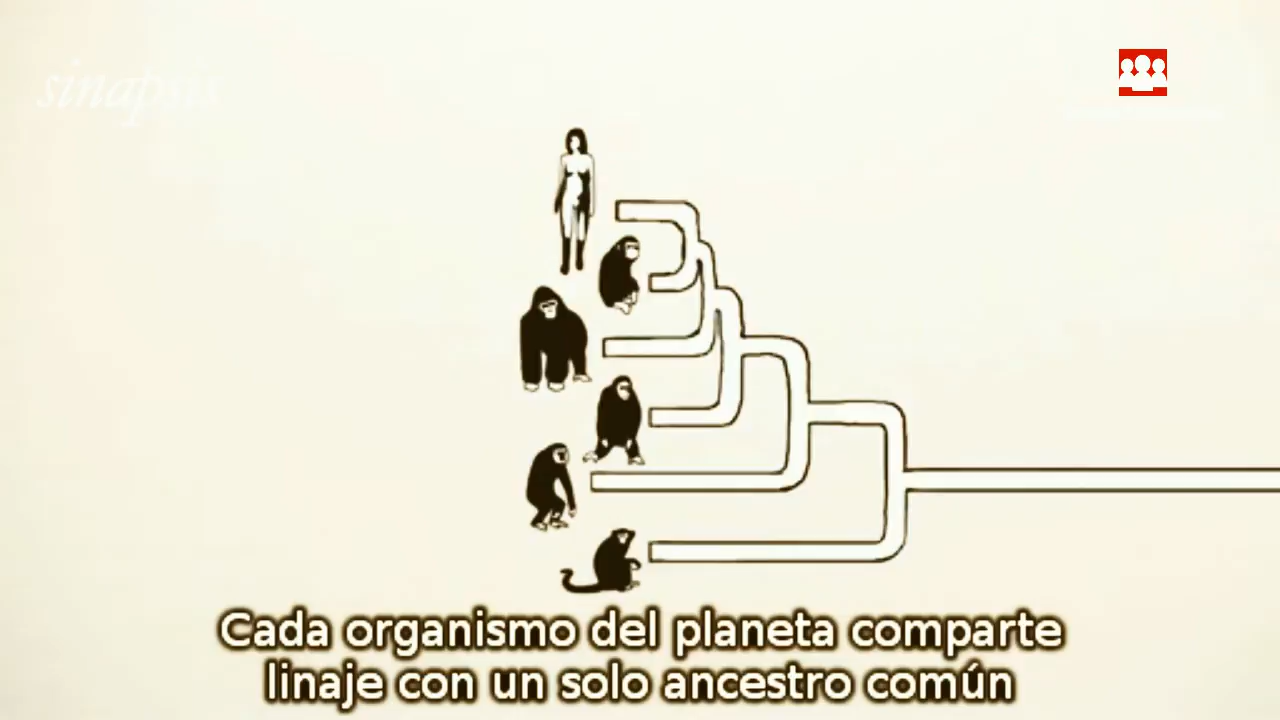 sinapsis
Cada organismo del planeta comparte
linaje con un solo ancestro común